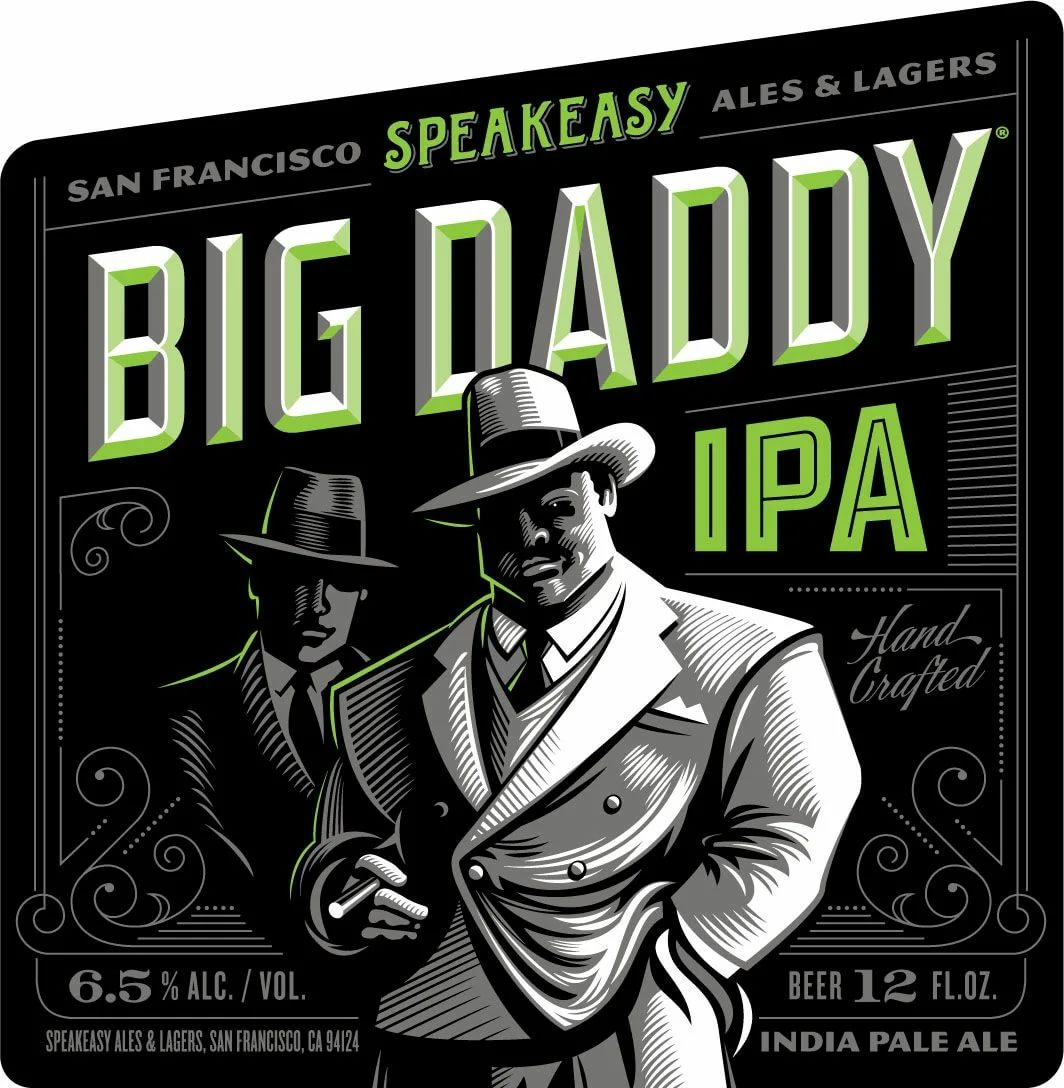 SAN FRANCISCO SPEAKEASY ALES & LAGERS
BIG DADDY®
IPA
Hand
Crafted
6.5% ALC. / VOL.
BEER 12 FL.OZ.
SPEAKEASY ALES & LAGERS, SAN FRANCISCO, CA 94124
INDIA PALE ALE